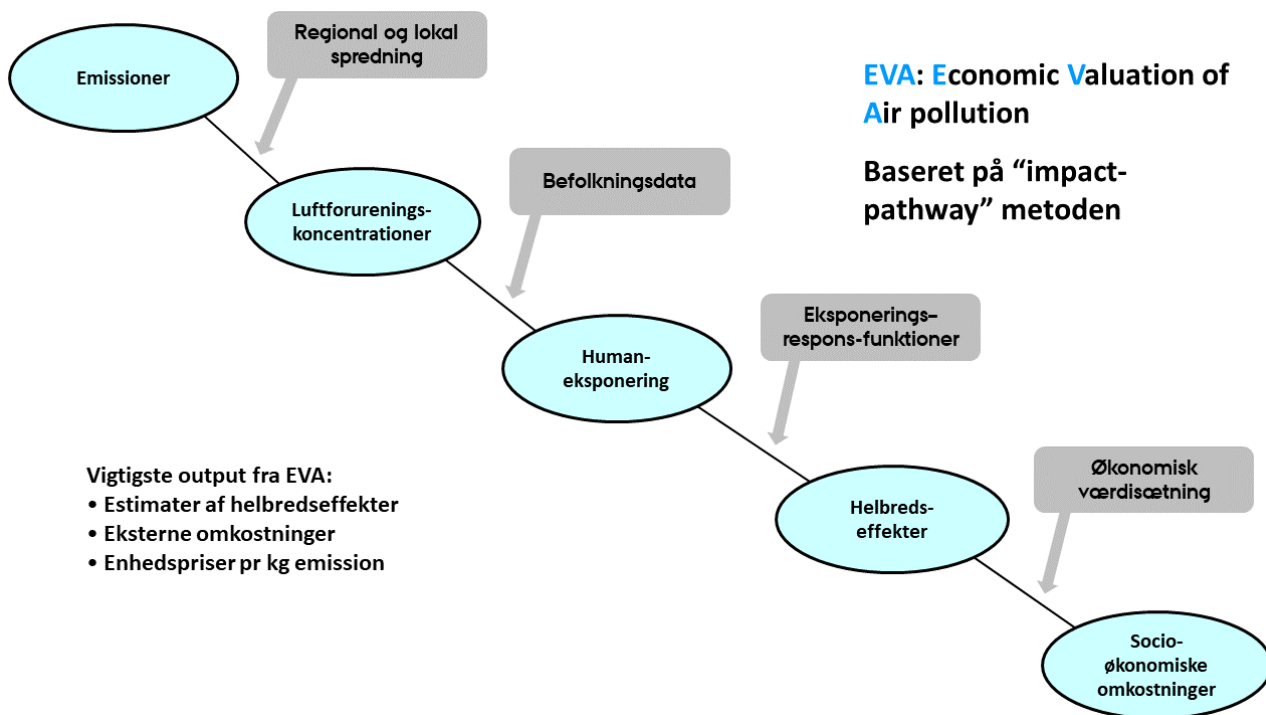 Regional og lokal
spredning
Emissioner
EVA: Economic Valuation of
Air pollution
Baseret på “impact-
pathway” metoden
Befolkningsdata
Luftforurenings-
koncentrationer
Eksponerings–
respons-funktioner
Human-
eksponering
Økonomisk
værdisætning
Vigtigste output fra EVA:
• Estimater af helbredseffekter
• Eksterne omkostninger
• Enhedspriser pr kg emission
Helbreds-
effekter
Socio-
økonomiske
omkostninger